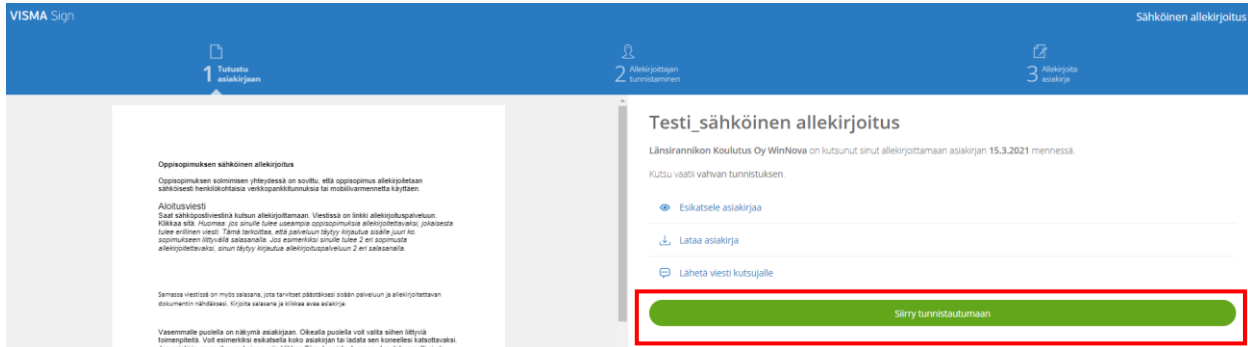 VISMA Sign
Sähköinen allekirjoitus
1 Tutustu
asiakirjaan
2 Allekirjoittajan
tunnistaminen
3 Allekirjoita
asiakirja
Oppisopimuksen sähköinen allekirjoitus
Oppisopimuksen solmimisen yhteydessä on sovittu, että oppisopimus allekirjoitetaan
sähköisesti henkilökohtaisia verkkopankkitunnuksia tai mobiilivarmennetta käyttäen.
Aloitusviesti
Saat sähköpostiviestinä kutsun allekirjoittamaan. Viestissä on linkki allekirjoituspalveluun.
Klikkaa sitä. Huomaa: jos sinulle tulee useampia oppisopimuksia allekirjoitettavaksi, jokaisesta
tulee erillinen viesti. Tämä tarkoittaa, että palveluun täytyy kirjautua sisälle juuri ko.
sopimukseen liittyvällä salasanalla. Jos esimerkiksi sinulle tulee 2 eri sopimusta
allekirjoitettavaksi, sinun täytyy kirjautua allekirjoituspalveluun 2 eri salasanalla.
Samassa viestissä on myös salasana, jota tarvitset päästäksesi sisään palveluun ja allekirjoitettavan
dokumentin nähdäksesi. Kirjoita salasana ja klikkaa avaa asiakirja:
Vasemmalle puolella on näkymä asiakirjaan. Oikealla puolella voit valita siihen liittyviä
toimenpiteitä. Voit esimerkiksi esikatsella koko asiakirjan tai ladata sen koneellesi katsottavaksi.
Testi_sähköinen allekirjoitus
Länsirannikon Koulutus Oy WinNova on kutsunut sinut allekirjoittamaan asiakirjan 15.3.2021 mennessä.
Kutsu vaatii vahvan tunnistuksen.
Esikatsele asiakirjaa
Lataa asiakirja
Lähetä viesti kutsujalle
Siirry tunnistautumaan